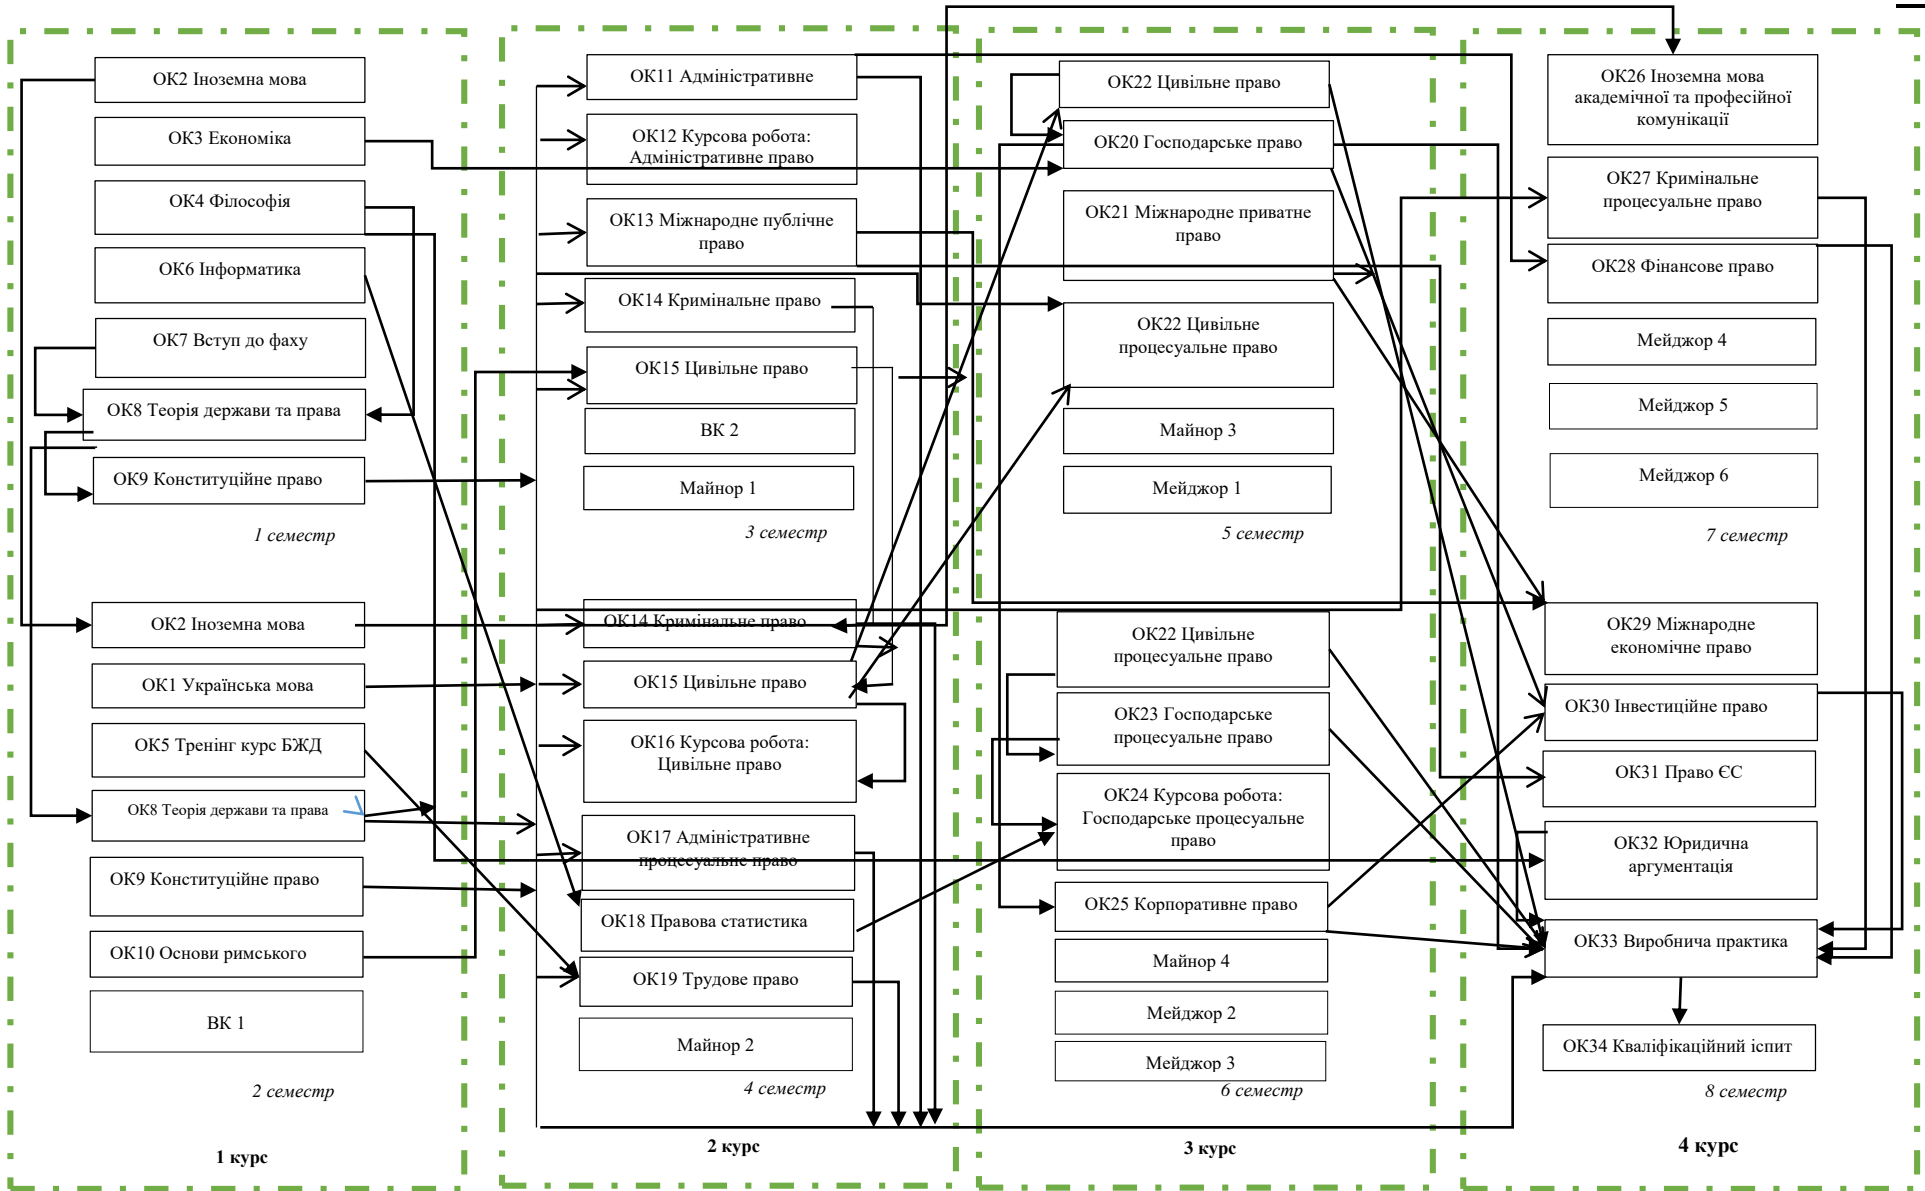 ОК2 Іноземна мова
ОК3 Економіка
ОК4 Філософія
ОК6 Інформатика
ОК7 Вступ до фаху
ОК8 Теорія держави та права
ОК9 Конституційне право
1 семестр
ОК2 Іноземна мова
ОК1 Українська мова
ОК5 Тренінг курс БЖД
ОК8 Теорія держави та права
ОК9 Конституційне право
ОК10 Основи римського
ВК 1
2 семестр
1 курс
ОК11 Адміністративне
ОК12 Курсова робота:
Адміністративне право
ОК13 Міжнародне публічне
право
ОК14 Кримінальне право
ОК15 Цивільне право
ВК 2
Майнор 1
3 семестр
ОК14 Кримінальне право
ОК15 Цивільне право
ОК16 Курсова робота:
Цивільне право
ОК17 Адміністративне
процесуальне право
ОК18 Правова статистика
ОК19 Трудове право
Майнор 2
4 семестр
2 курс
ОК22 Цивільне право
ОК20 Господарське право
ОК21 Міжнародне приватне
право
ОК22 Цивільне
процесуальне право
Майнор 3
Мейджор 1
5 семестр
ОК22 Цивільне
процесуальне право
ОК23 Господарське
процесуальне право
ОК24 Курсова робота:
Господарське процесуальне
право
ОК25 Корпоративне право
Майнор 4
Мейджор 2
Мейджор 3
6 семестр
3 курс
ОК26 Іноземна мова
академічної та професійної
комунікації
ОК27 Кримінальне
процесуальне право
ОК28 Фінансове право
Мейджор 4
Мейджор 5
Мейджор 6
7 семестр
ОК29 Міжнародне
економічне право
ОК30 Інвестиційне право
ОК31 Право ЄС
ОК32 Юридична
аргументація
ОК33 Виробнича практика
ОК34 Кваліфікаційний іспит
8 семестр
4 курс